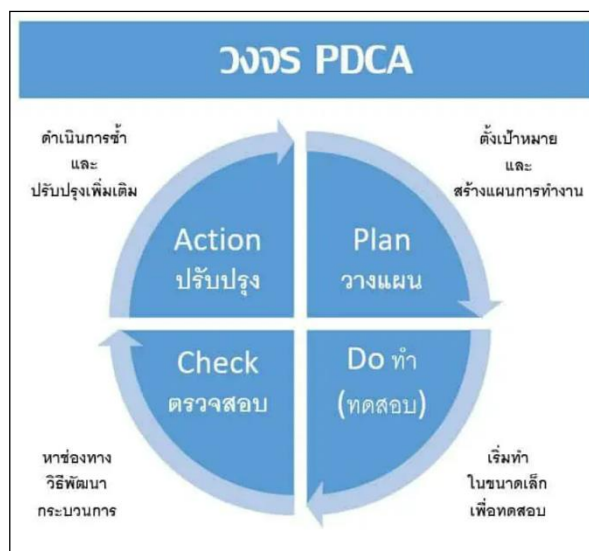 วงจร PDCA
ดำเนินการซ้ำ
และ
ปรับปรุงเพิ่มเติม
ตั้งเป้าหมาย
และ
สร้างแผนการทำงาน
Action
ปรับปรุง
Plan
วางแผน
Check
ตรวจสอบ
Do ทำ
(ทดสอบ)
หาช่องทาง
วิธีพัฒนา
กระบวนการ
เริ่มทำ
ในขนาดเล็ก
เพื่อทดสอบ